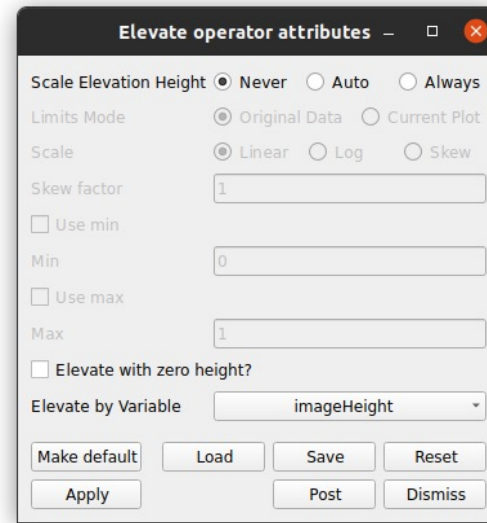 Elevate operator attributes
Scale Elevation Height Never Auto Always
Limits Mode Original Data Current Plot
Scale Linear Log Skew
Skew factor 1
Use min
Min 0
Use max
Max 1
Elevate with zero height?
Elevate by Variable imageHeight
Make default Load Save Reset
Apply Post Dismiss